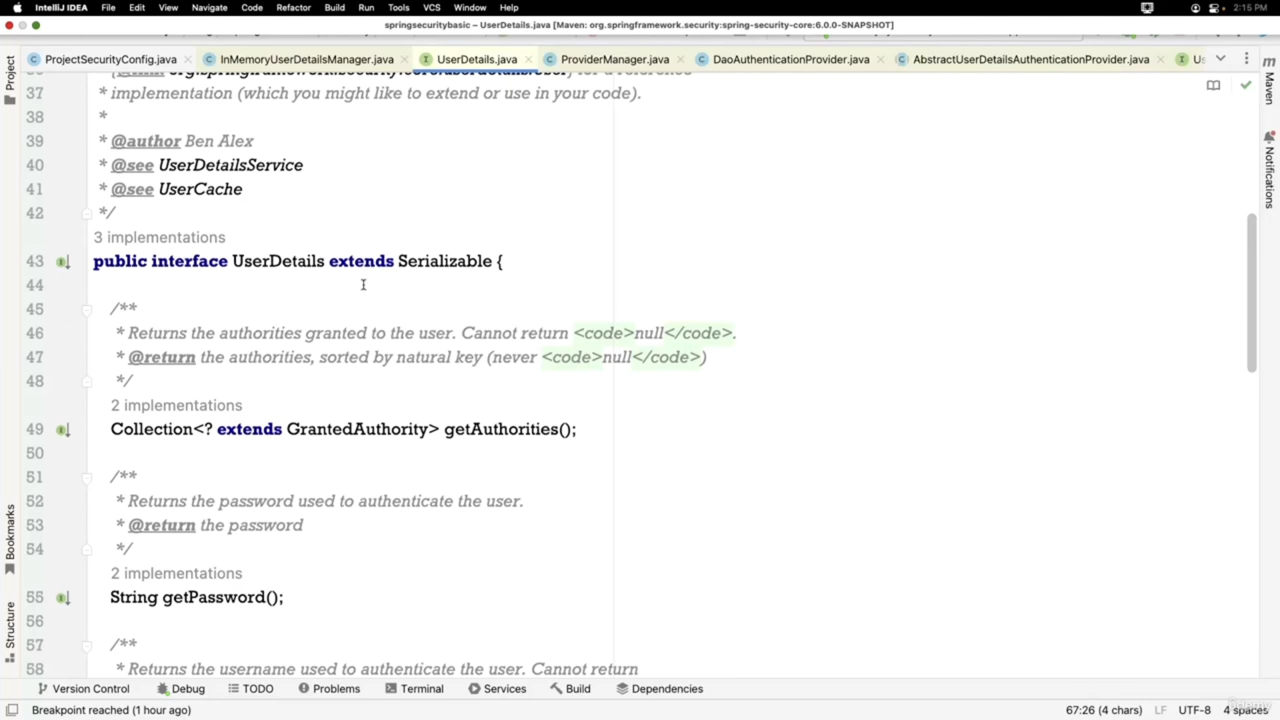 IntelliJ IDEA File Edit View Navigate Code Refactor Build Run Tools VCS Window Help 2:15 PM
springsecuritybasic – UserDetails.java [Maven: org.springframework.security:spring-security-core:6.0.0-SNAPSHOT]
ProjectSecurityConfig.java InMemoryUserDetailsManager.java UserDetails.java ProviderManager.java DaoAuthenticationProvider.java AbstractUserDetailsAuthenticationProvider.java Us
Project
Maven
Notifications
Bookmarks
Structure
37 * implementation (which you might like to extend or use in your code).
38 *
39 * @author Ben Alex
40 * @see UserDetailsService
41 * @see UserCache
42 */
3 implementations
43 public interface UserDetails extends Serializable {
44
45 /**
46 * Returns the authorities granted to the user. Cannot return <code>null</code>.
47 * @return the authorities, sorted by natural key (never <code>null</code>)
48 */
2 implementations
49 Collection<? extends GrantedAuthority> getAuthorities();
50
51 /**
52 * Returns the password used to authenticate the user.
53 * @return the password
54 */
2 implementations
55 String getPassword();
56
57 /**
58 * Returns the username used to authenticate the user. Cannot return
Version Control Debug TODO Problems Terminal Services Build Dependencies
Breakpoint reached (1 hour ago) 67:26 (4 chars) LF UTF-8 4 spaces